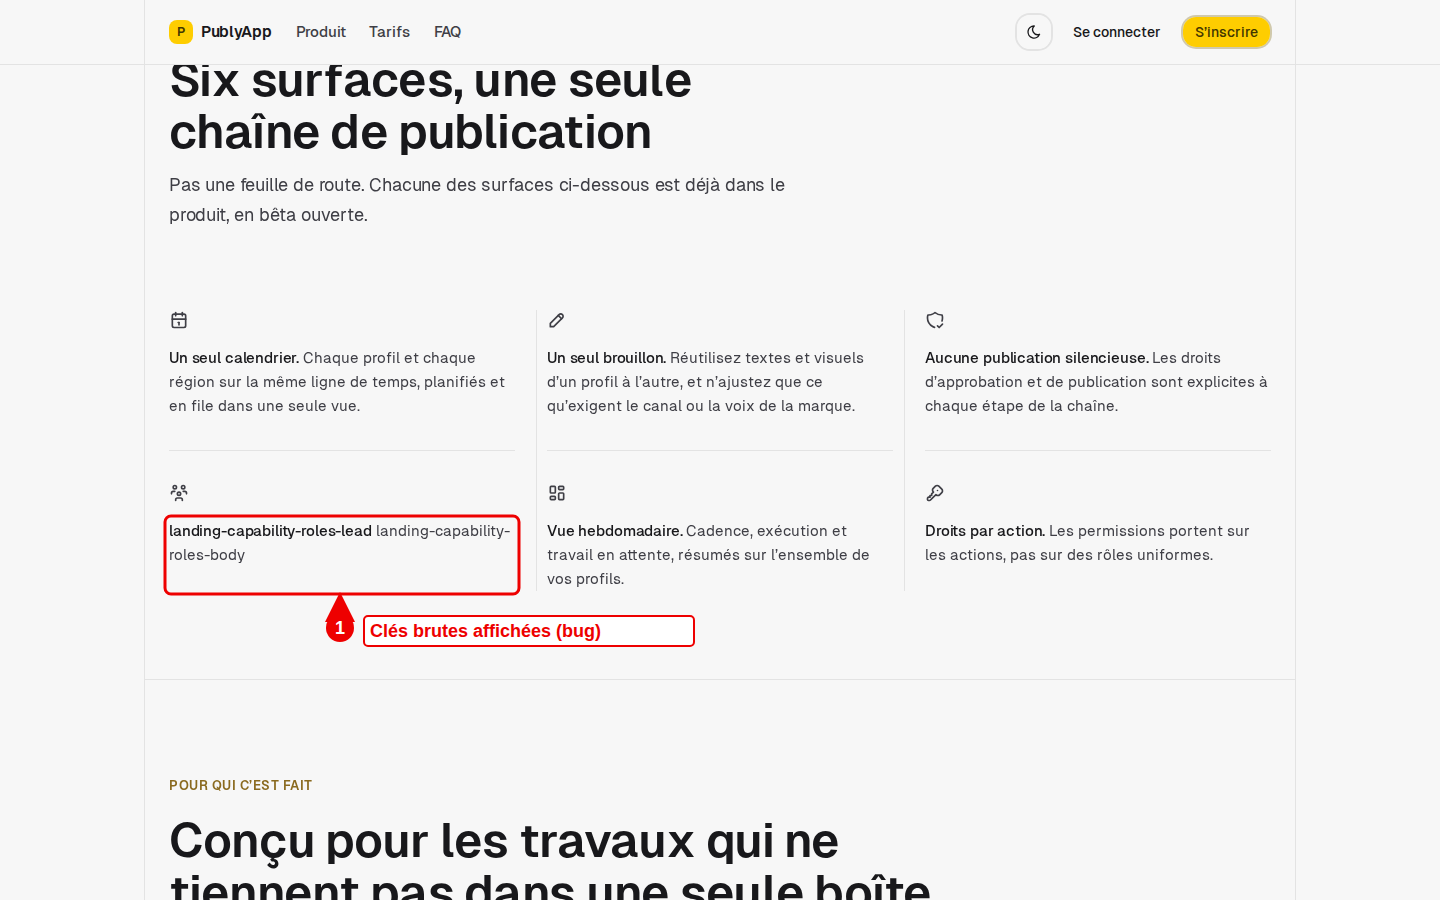 P PublyApp Produit Tarifs FAQ Se connecter S'inscrire
Six surfaces, une seule
chaîne de publication
Pas une feuille de route. Chacune des surfaces ci-dessous est déjà dans le
produit, en bêta ouverte.
Un seul calendrier. Chaque profil et chaque
région sur la même ligne de temps, planifiés et
en file dans une seule vue.
Un seul brouillon. Réutilisez textes et visuels
d'un profil à l'autre, et n'ajustez que ce
qu'exigent le canal ou la voix de la marque.
Aucune publication silencieuse. Les droits
d'approbation et de publication sont explicites à
chaque étape de la chaîne.
landing-capability-roles-lead landing-capability-
roles-body
Vue hebdomadaire. Cadence, exécution et
travail en attente, résumés sur l'ensemble de
vos profils.
Droits par action. Les permissions portent sur
les actions, pas sur des rôles uniformes.
1 Clés brutes affichées (bug)
POUR QUI C'EST FAIT
Conçu pour les travaux qui ne
tiennent pas dans une seule boîte